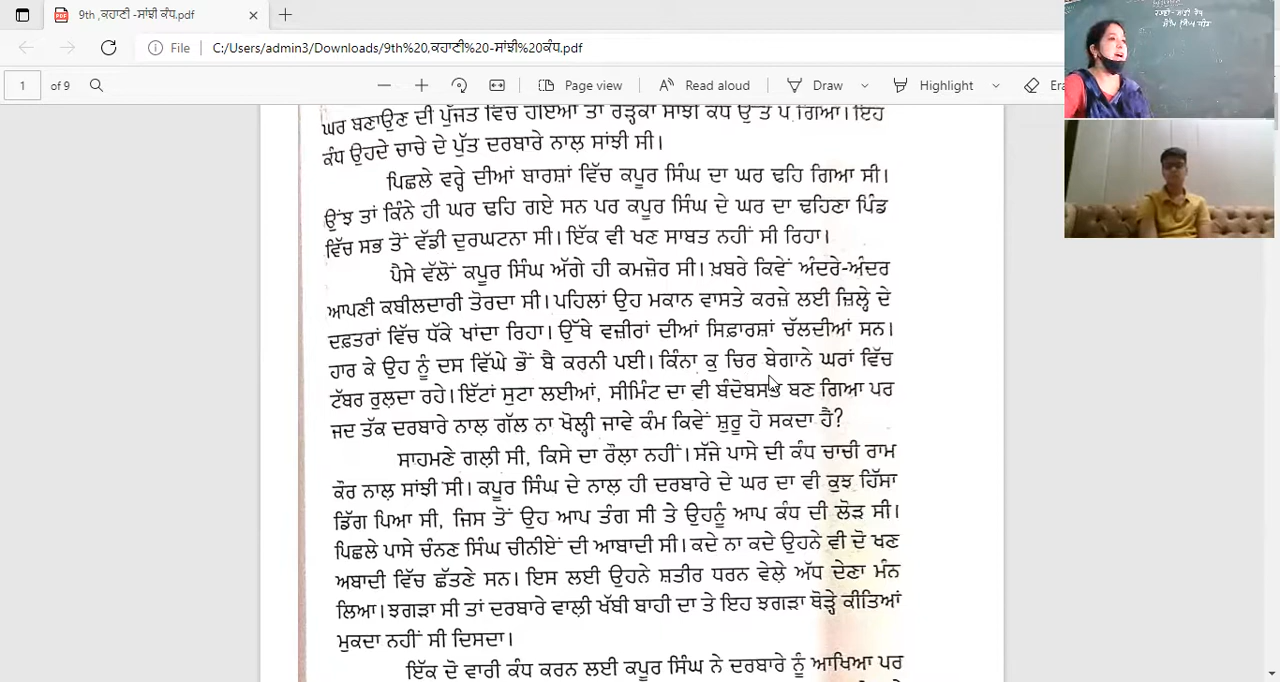 9th ,ਕਹਾਣੀ -ਸਾਂਝੀ ਕੰਧ.pdf
File C:/Users/admin3/Downloads/9th%20,ਕਹਾਣੀ%20-ਸਾਂਝੀ%20ਕੰਧ.pdf
1 of 9 Page view Read aloud Draw Highlight Era
ਘਰ ਬਣਾਉਣ ਦੀ ਪੁੱਜਤ ਵਿੱਚ ਹੋਇਆ ਤਾਂ ਰੜਕਾ ਸਾਂਝੀ ਕੰਧ ਉੱਤੇ ਪੈ ਗਿਆ। ਇਹ
ਕੰਧ ਉਹਦੇ ਚਾਚੇ ਦੇ ਪੁੱਤ ਦਰਬਾਰੇ ਨਾਲ਼ ਸਾਂਝੀ ਸੀ।
ਪਿਛਲੇ ਵਰ੍ਹੇ ਦੀਆਂ ਬਾਰਸ਼ਾਂ ਵਿੱਚ ਕਪੂਰ ਸਿੰਘ ਦਾ ਘਰ ਢਹਿ ਗਿਆ ਸੀ।
ਉਂਝ ਤਾਂ ਕਿੰਨੇ ਹੀ ਘਰ ਢਹਿ ਗਏ ਸਨ ਪਰ ਕਪੂਰ ਸਿੰਘ ਦੇ ਘਰ ਦਾ ਢਹਿਣਾ ਪਿੰਡ
ਵਿੱਚ ਸਭ ਤੋਂ ਵੱਡੀ ਦੁਰਘਟਨਾ ਸੀ। ਇੱਕ ਵੀ ਖਣ ਸਾਬਤ ਨਹੀਂ ਸੀ ਰਿਹਾ।
ਪੈਸੇ ਵੱਲੋਂ ਕਪੂਰ ਸਿੰਘ ਅੱਗੇ ਹੀ ਕਮਜ਼ੋਰ ਸੀ। ਖ਼ਬਰੇ ਕਿਵੇਂ ਅੰਦਰੇ-ਅੰਦਰ
ਆਪਣੀ ਕਬੀਲਦਾਰੀ ਤੋਰਦਾ ਸੀ। ਪਹਿਲਾਂ ਉਹ ਮਕਾਨ ਵਾਸਤੇ ਕਰਜ਼ੇ ਲਈ ਜ਼ਿਲ੍ਹੇ ਦੇ
ਦਫ਼ਤਰਾਂ ਵਿੱਚ ਧੱਕੇ ਖਾਂਦਾ ਰਿਹਾ। ਉੱਥੇ ਵਜ਼ੀਰਾਂ ਦੀਆਂ ਸਿਫ਼ਾਰਸ਼ਾਂ ਚੱਲਦੀਆਂ ਸਨ।
ਹਾਰ ਕੇ ਉਹ ਨੂੰ ਦਸ ਵਿੱਘੇ ਭੌਂ ਬੈ ਕਰਨੀ ਪਈ। ਕਿੰਨਾ ਕੁ ਚਿਰ ਬੇਗਾਨੇ ਘਰਾਂ ਵਿੱਚ
ਟੱਬਰ ਰੁਲ਼ਦਾ ਰਹੇ। ਇੱਟਾਂ ਸੁਟਾ ਲਈਆਂ, ਸੀਮਿੰਟ ਦਾ ਵੀ ਬੰਦੋਬਸਤ ਬਣ ਗਿਆ ਪਰ
ਜਦ ਤੱਕ ਦਰਬਾਰੇ ਨਾਲ਼ ਗੱਲ ਨਾ ਖੋਲ੍ਹੀ ਜਾਵੇ ਕੰਮ ਕਿਵੇਂ ਸ਼ੁਰੂ ਹੋ ਸਕਦਾ ਹੈ?
ਸਾਹਮਣੇ ਗਲ਼ੀ ਸੀ, ਕਿਸੇ ਦਾ ਰੌਲ਼ਾ ਨਹੀਂ। ਸੱਜੇ ਪਾਸੇ ਦੀ ਕੰਧ ਚਾਚੀ ਰਾਮ
ਕੌਰ ਨਾਲ਼ ਸਾਂਝੀ ਸੀ। ਕਪੂਰ ਸਿੰਘ ਦੇ ਨਾਲ਼ ਹੀ ਦਰਬਾਰੇ ਦੇ ਘਰ ਦਾ ਵੀ ਕੁਝ ਹਿੱਸਾ
ਡਿੱਗ ਪਿਆ ਸੀ, ਜਿਸ ਤੋਂ ਉਹ ਆਪ ਤੰਗ ਸੀ ਤੇ ਉਹਨੂੰ ਆਪ ਕੰਧ ਦੀ ਲੋੜ ਸੀ।
ਪਿਛਲੇ ਪਾਸੇ ਚੰਨਣ ਸਿੰਘ ਚੀਨੀਏਂ ਦੀ ਆਬਾਦੀ ਸੀ। ਕਦੇ ਨਾ ਕਦੇ ਉਹਨੇ ਵੀ ਦੋ ਖਣ
ਅਬਾਦੀ ਵਿੱਚ ਛੱਤਣੇ ਸਨ। ਇਸ ਲਈ ਉਹਨੇ ਸ਼ਤੀਰ ਧਰਨ ਵੇਲ਼ੇ ਅੱਧ ਦੇਣਾ ਮੰਨ
ਲਿਆ। ਝਗੜਾ ਸੀ ਤਾਂ ਦਰਬਾਰੇ ਵਾਲ਼ੀ ਖੱਬੀ ਬਾਹੀ ਦਾ ਤੇ ਇਹ ਝਗੜਾ ਥੋੜ੍ਹੇ ਕੀਤਿਆਂ
ਮੁਕਦਾ ਨਹੀਂ ਸੀ ਦਿਸਦਾ।
ਇੱਕ ਦੋ ਵਾਰੀ ਕੰਧ ਕਰਨ ਲਈ ਕਪੂਰ ਸਿੰਘ ਨੇ ਦਰਬਾਰੇ ਨੂੰ ਆਖਿਆ ਪਰ